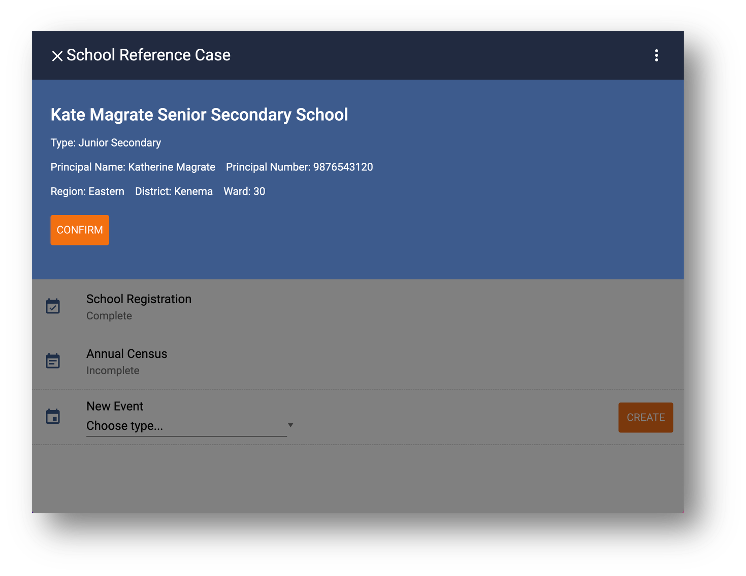 School Reference Case
Kate Magrate Senior Secondary School
Type: Junior Secondary
Principal Name: Katherine Magrate Principal Number: 9876543120
Region: Eastern District: Kenema Ward: 30
CONFIRM
School Registration
Complete
Annual Census
Incomplete
New Event
Choose type...
CREATE